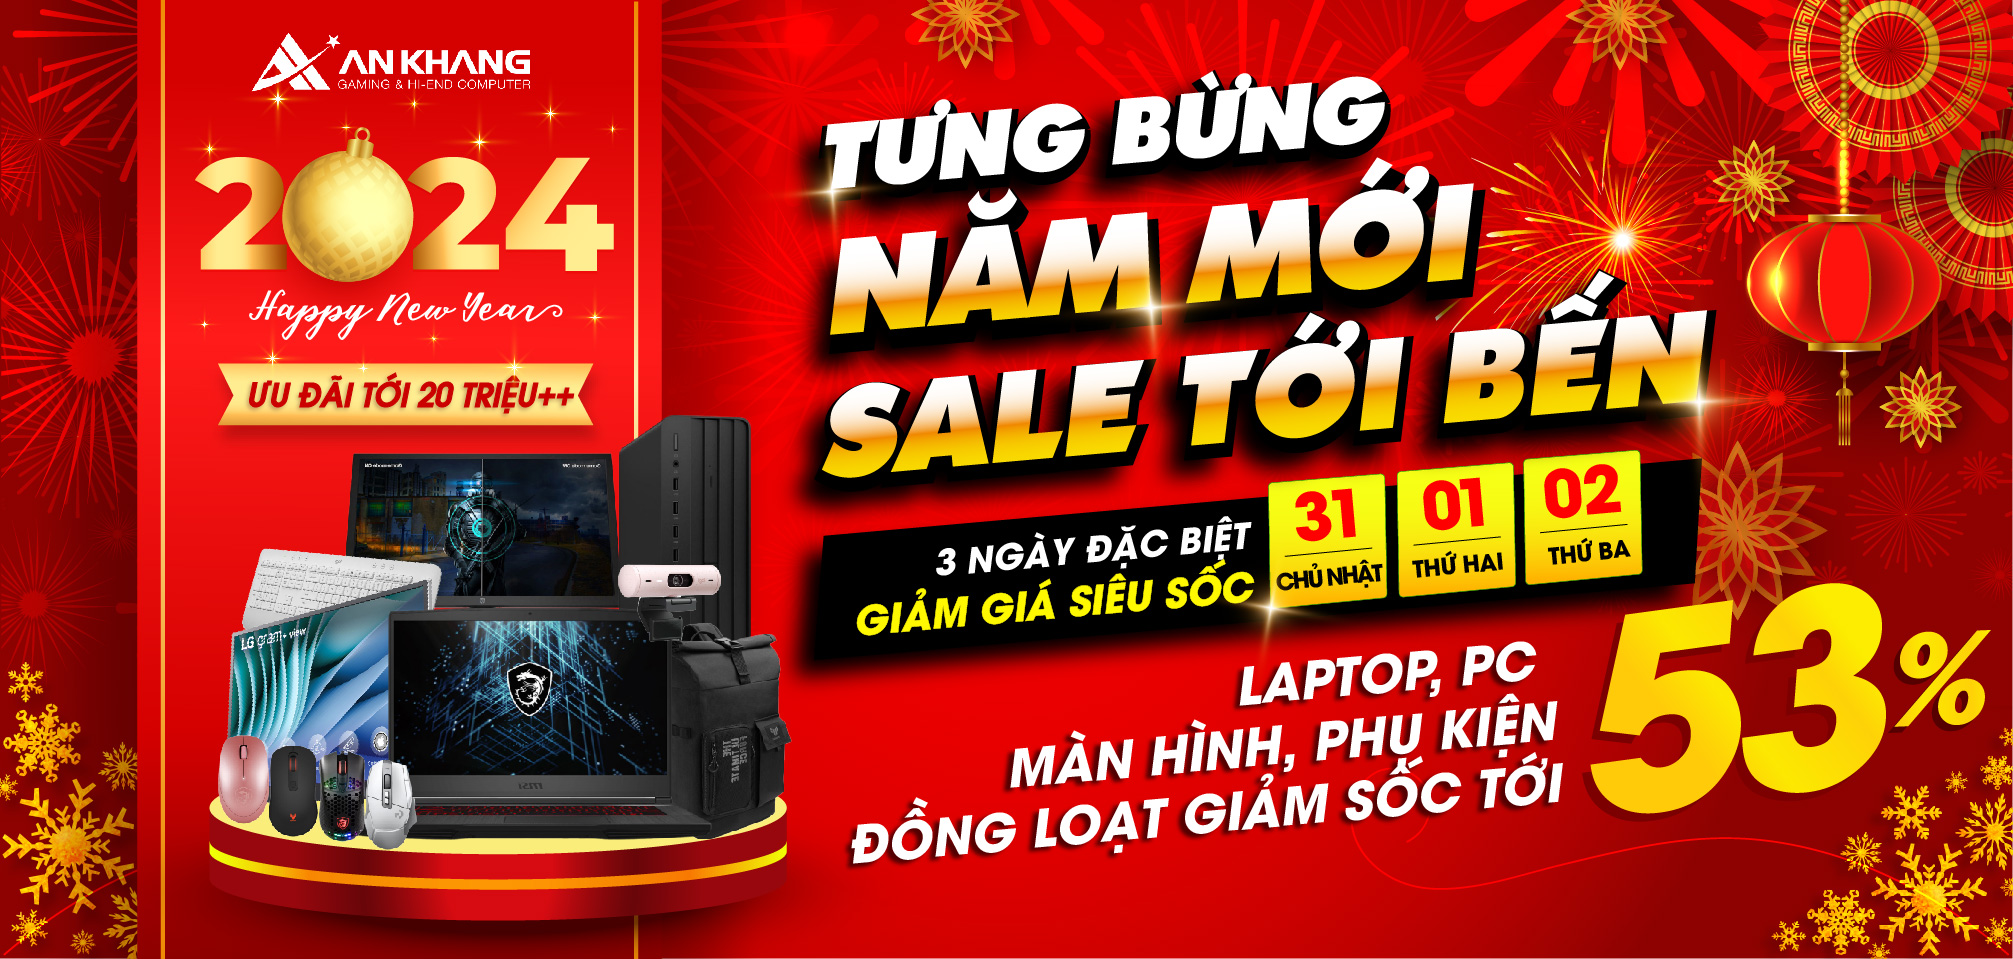 AN KHANG
GAMING & HI-END COMPUTER
2024
Happy New Year
ƯU ĐÃI TỚI 20 TRIỆU++
TƯNG BỪNG
NĂM MỚI
SALE TỚI BẾN
3 NGÀY ĐẶC BIỆT
GIẢM GIÁ SIÊU SỐC
31
CHỦ NHẬT
01
THỨ HAI
02
THỨ BA
LAPTOP, PC
MÀN HÌNH, PHỤ KIỆN
ĐỒNG LOẠT GIẢM SỐC TỚI
53%
LG gram +view